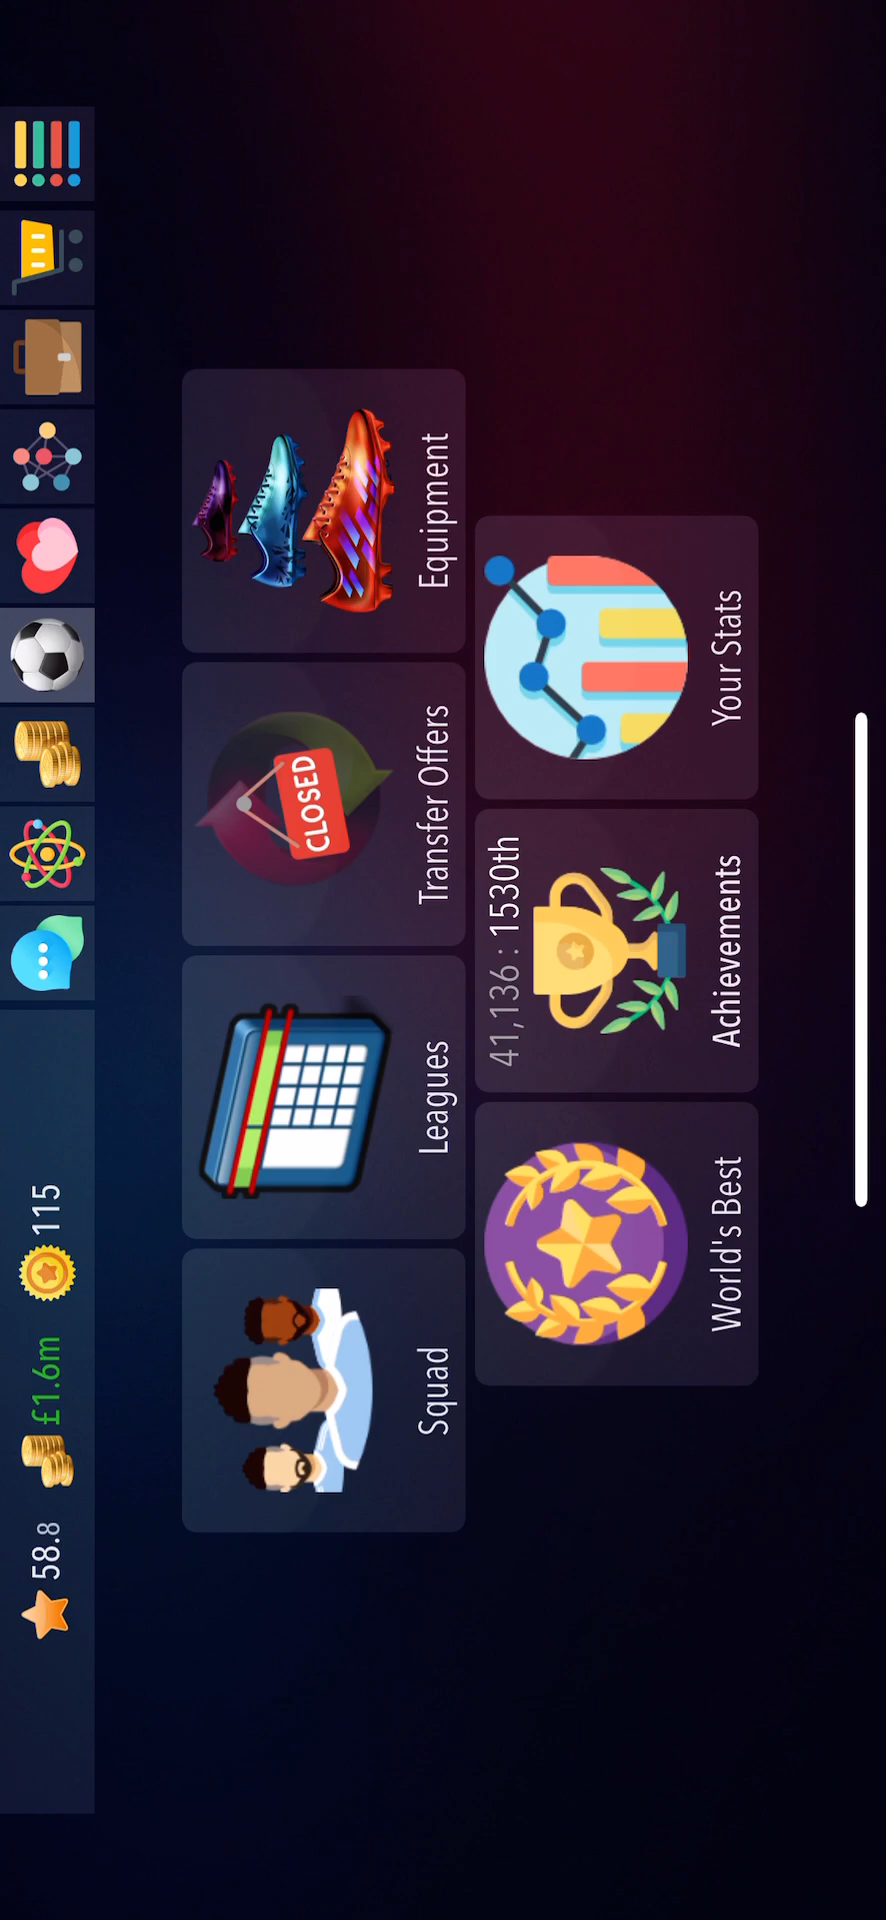 58.8
£1.6m
115
Squad
Leagues
CLOSED
Transfer Offers
Equipment
World's Best
41,136 : 1530th
Achievements
Your Stats